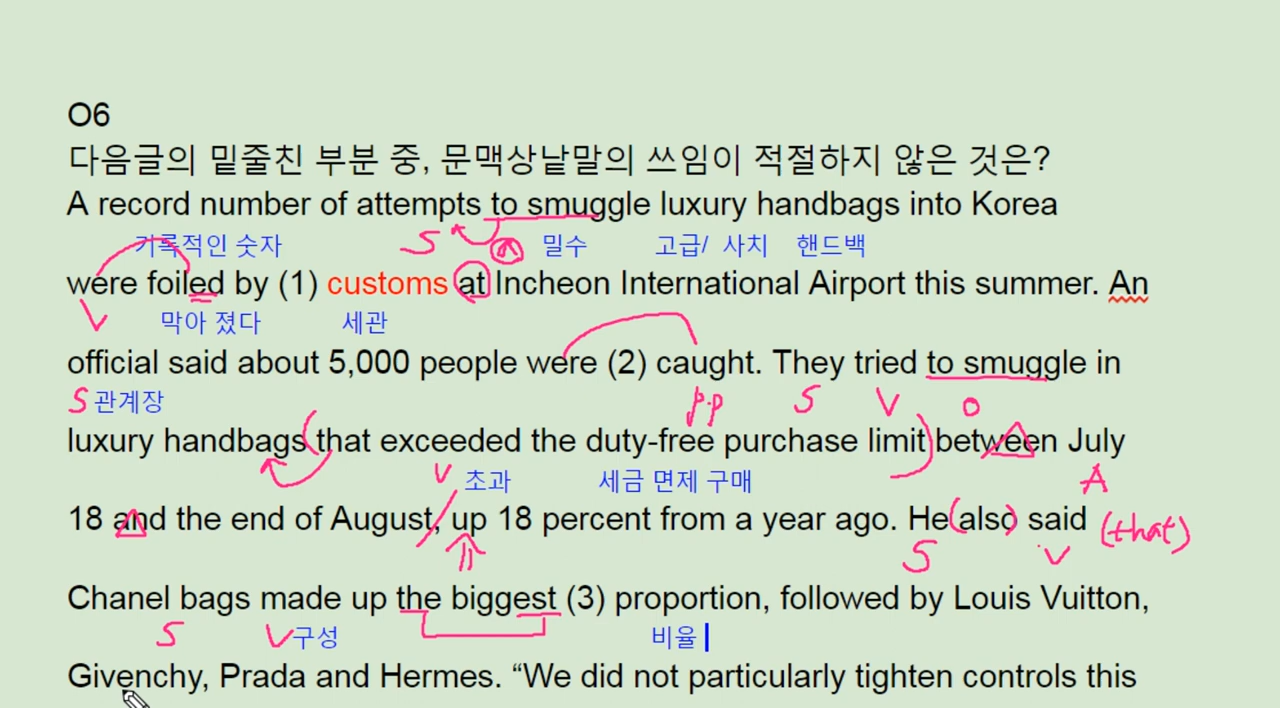 06
다음글의 밑줄친 부분 중, 문맥상낱말의 쓰임이 적절하지 않은 것은?
A record number of attempts to smuggle luxury handbags into Korea
기록적인 숫자 S 밀수 고급/ 사치 핸드백
were foiled by (1) customs at Incheon International Airport this summer. An
V 막아 졌다 세관
official said about 5,000 people were (2) caught. They tried to smuggle in
S 관계장 p.p S V O
luxury handbags that exceeded the duty-free purchase limit between July
V 초과 세금 면제 구매 A
18 and the end of August, up 18 percent from a year ago. He (also) said (that)
S V
Chanel bags made up the biggest (3) proportion, followed by Louis Vuitton,
S V구성 비율
Givenchy, Prada and Hermes. “We did not particularly tighten controls this